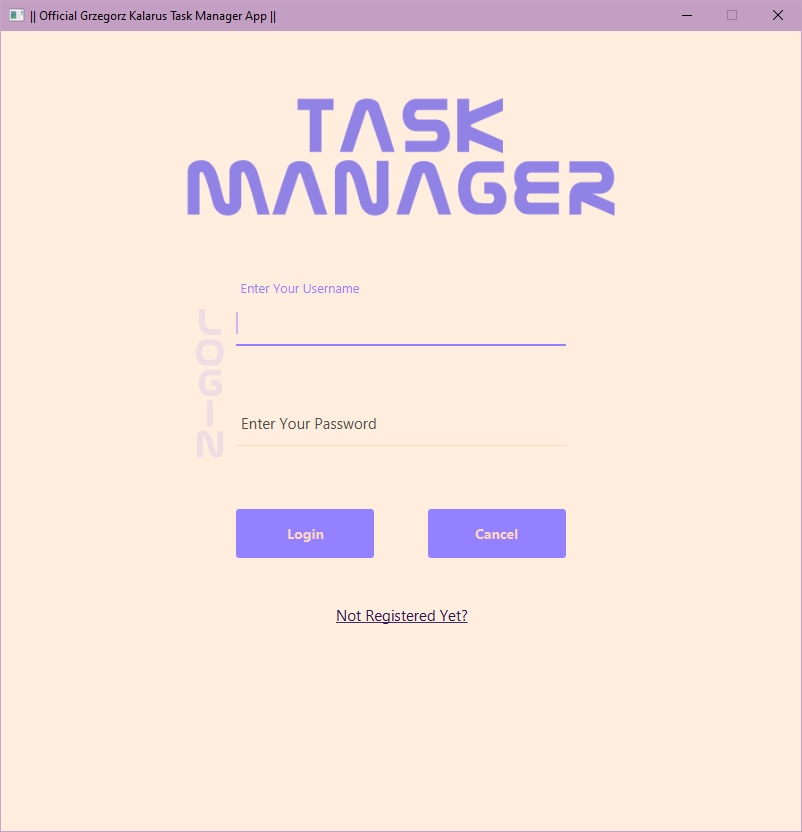 || Official Grzegorz Kalarus Task Manager App ||
TASK
MANAGER
Enter Your Username
LOGIN
Enter Your Password
Login
Cancel
Not Registered Yet?